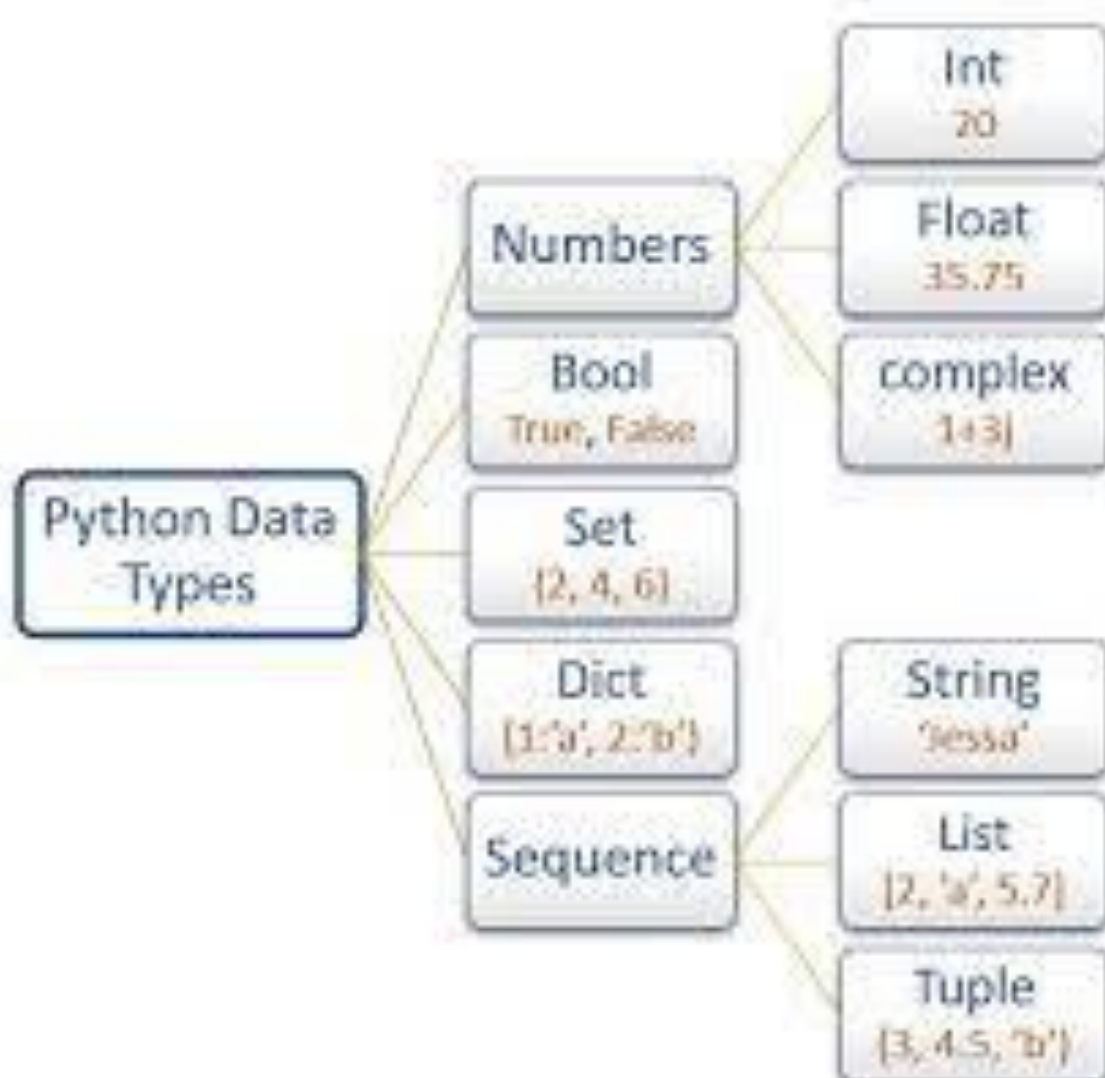 Python Data
Types
Numbers
Int
20
Float
35.75
complex
1+3j
Bool
True, False
Set
{2, 4, 6}
Dict
{1:'a', 2:'b'}
Sequence
String
'Jessa'
List
[2, 'a', 5.7]
Tuple
(3, 4.5, 'b')